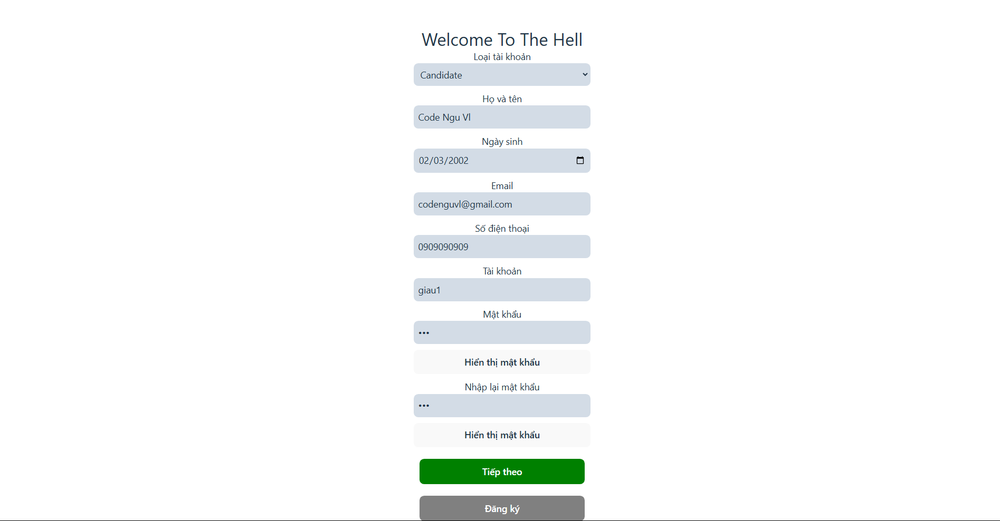 Welcome To The Hell
Loại tài khoản
Candidate
Họ và tên
Code Ngu Vl
Ngày sinh
02/03/2002
Email
codenguvl@gmail.com
Số điện thoại
0909090909
Tài khoản
giau1
Mật khẩu
•••
Hiển thị mật khẩu
Nhập lại mật khẩu
•••
Hiển thị mật khẩu
Tiếp theo
Đăng ký